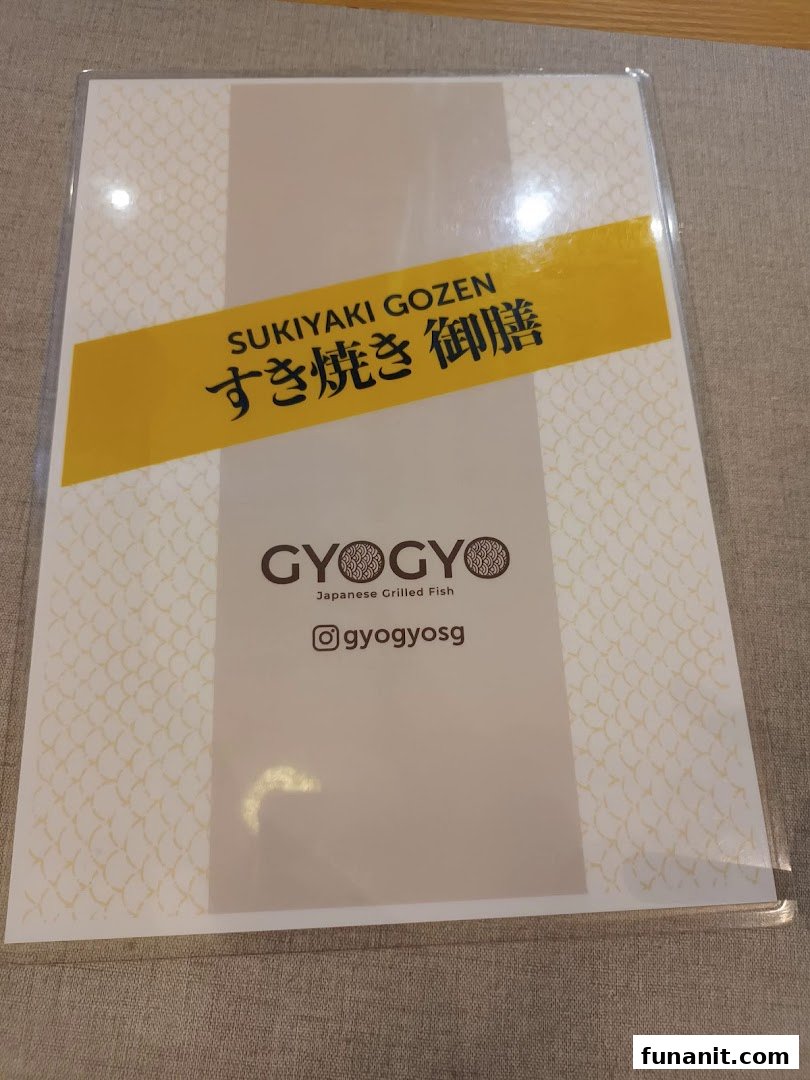 SUKIYAKI GOZEN
すき焼き 御膳
GYOGYO
Japanese Grilled Fish
gyogyosg
funanit.com